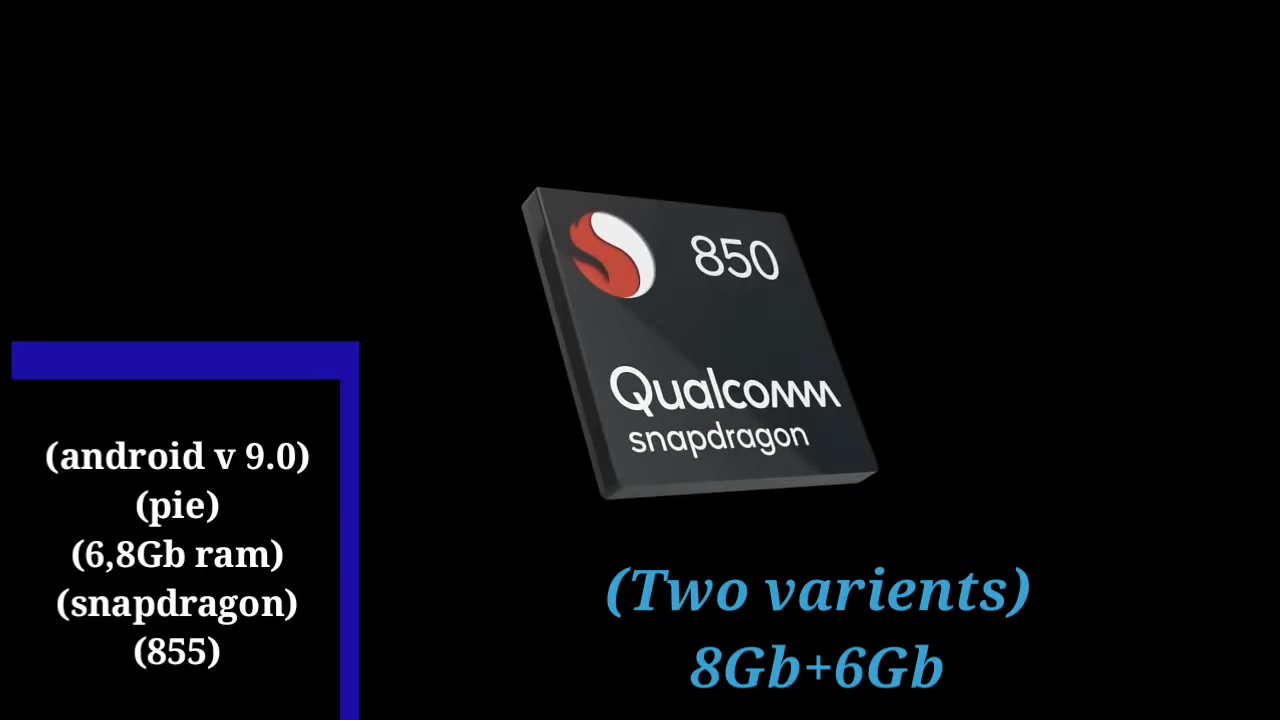 850
Qualcomm
snapdragon
(android v 9.0)
(pie)
(6,8Gb ram)
(snapdragon)
(855)
(Two varients)
8Gb+6Gb